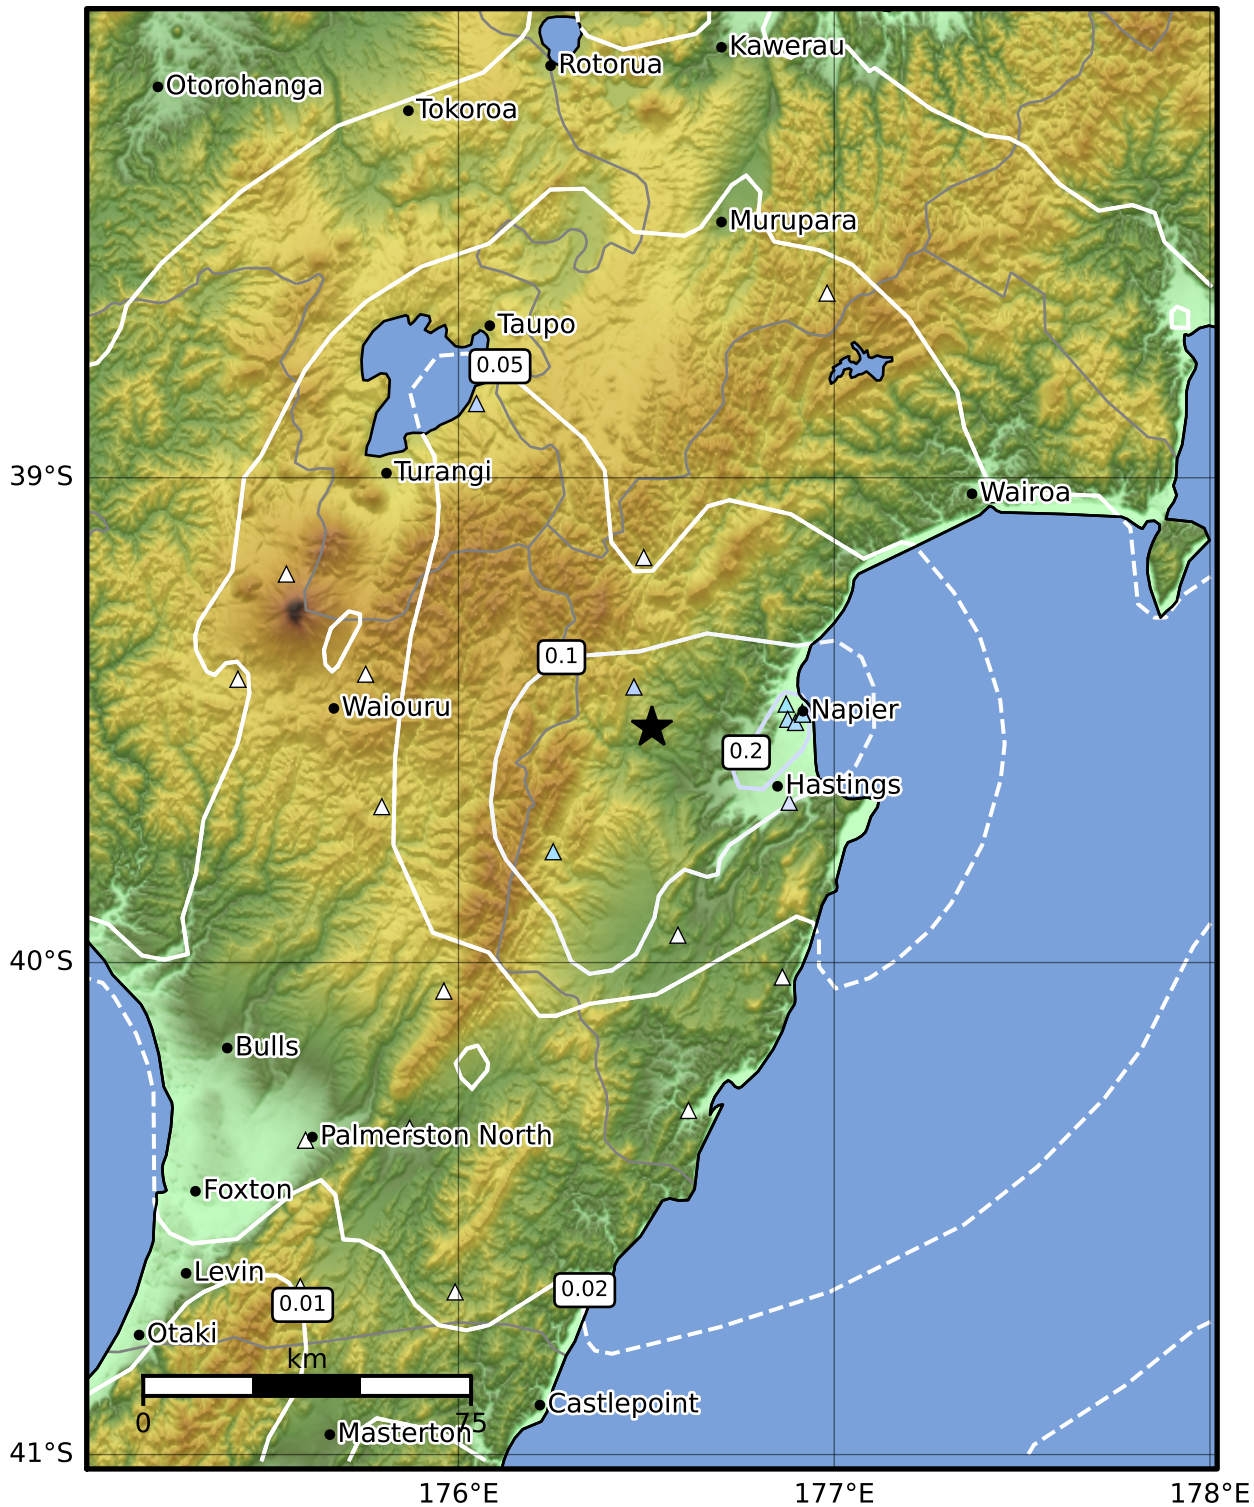 Kawerau
Rotorua
Otorohanga
Tokoroa
Murupara
Taupo
0.05
39°S
Turangi
Wairoa
0.1
Waiouru
Napier
0.2
Hastings
40°S
Bulls
Palmerston North
Foxton
Levin
0.02
0.01
Otaki
km
0
75
Castlepoint
Masterton
41°S
176°E
177°E
178°E